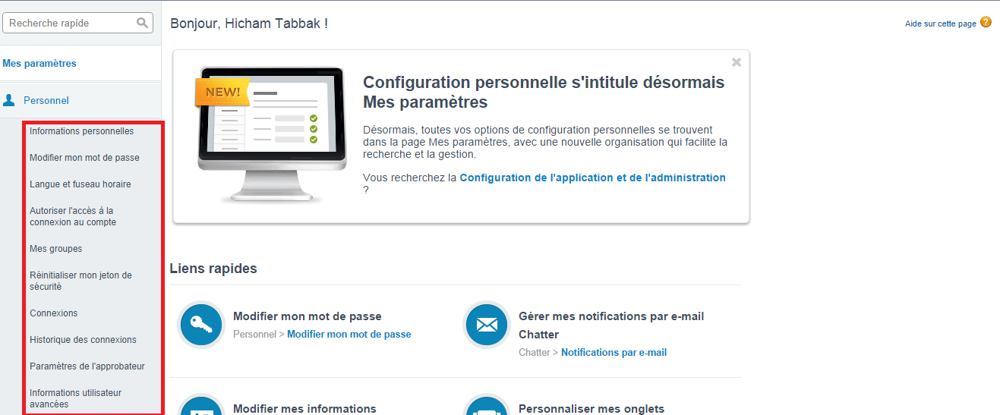 Recherche rapide
Mes paramètres
Personnel
Informations personnelles
Modifier mon mot de passe
Langue et fuseau horaire
Autoriser l'accès à la
connexion au compte
Mes groupes
Réinitialiser mon jeton de
sécurité
Connexions
Historique des connexions
Paramètres de l'approbateur
Informations utilisateur
avancées
Bonjour, Hicham Tabbak !
Aide sur cette page ?
NEW!
Configuration personnelle s'intitule désormais
Mes paramètres
Désormais, toutes vos options de configuration personnelles se trouvent
dans la page Mes paramètres, avec une nouvelle organisation qui facilite la
recherche et la gestion.
Vous recherchez la Configuration de l'application et de l'administration
?
Liens rapides
Modifier mon mot de passe
Personnel > Modifier mon mot de passe
Gérer mes notifications par e-mail
Chatter
Chatter > Notifications par e-mail
Modifier mes informations
Personnaliser mes onglets